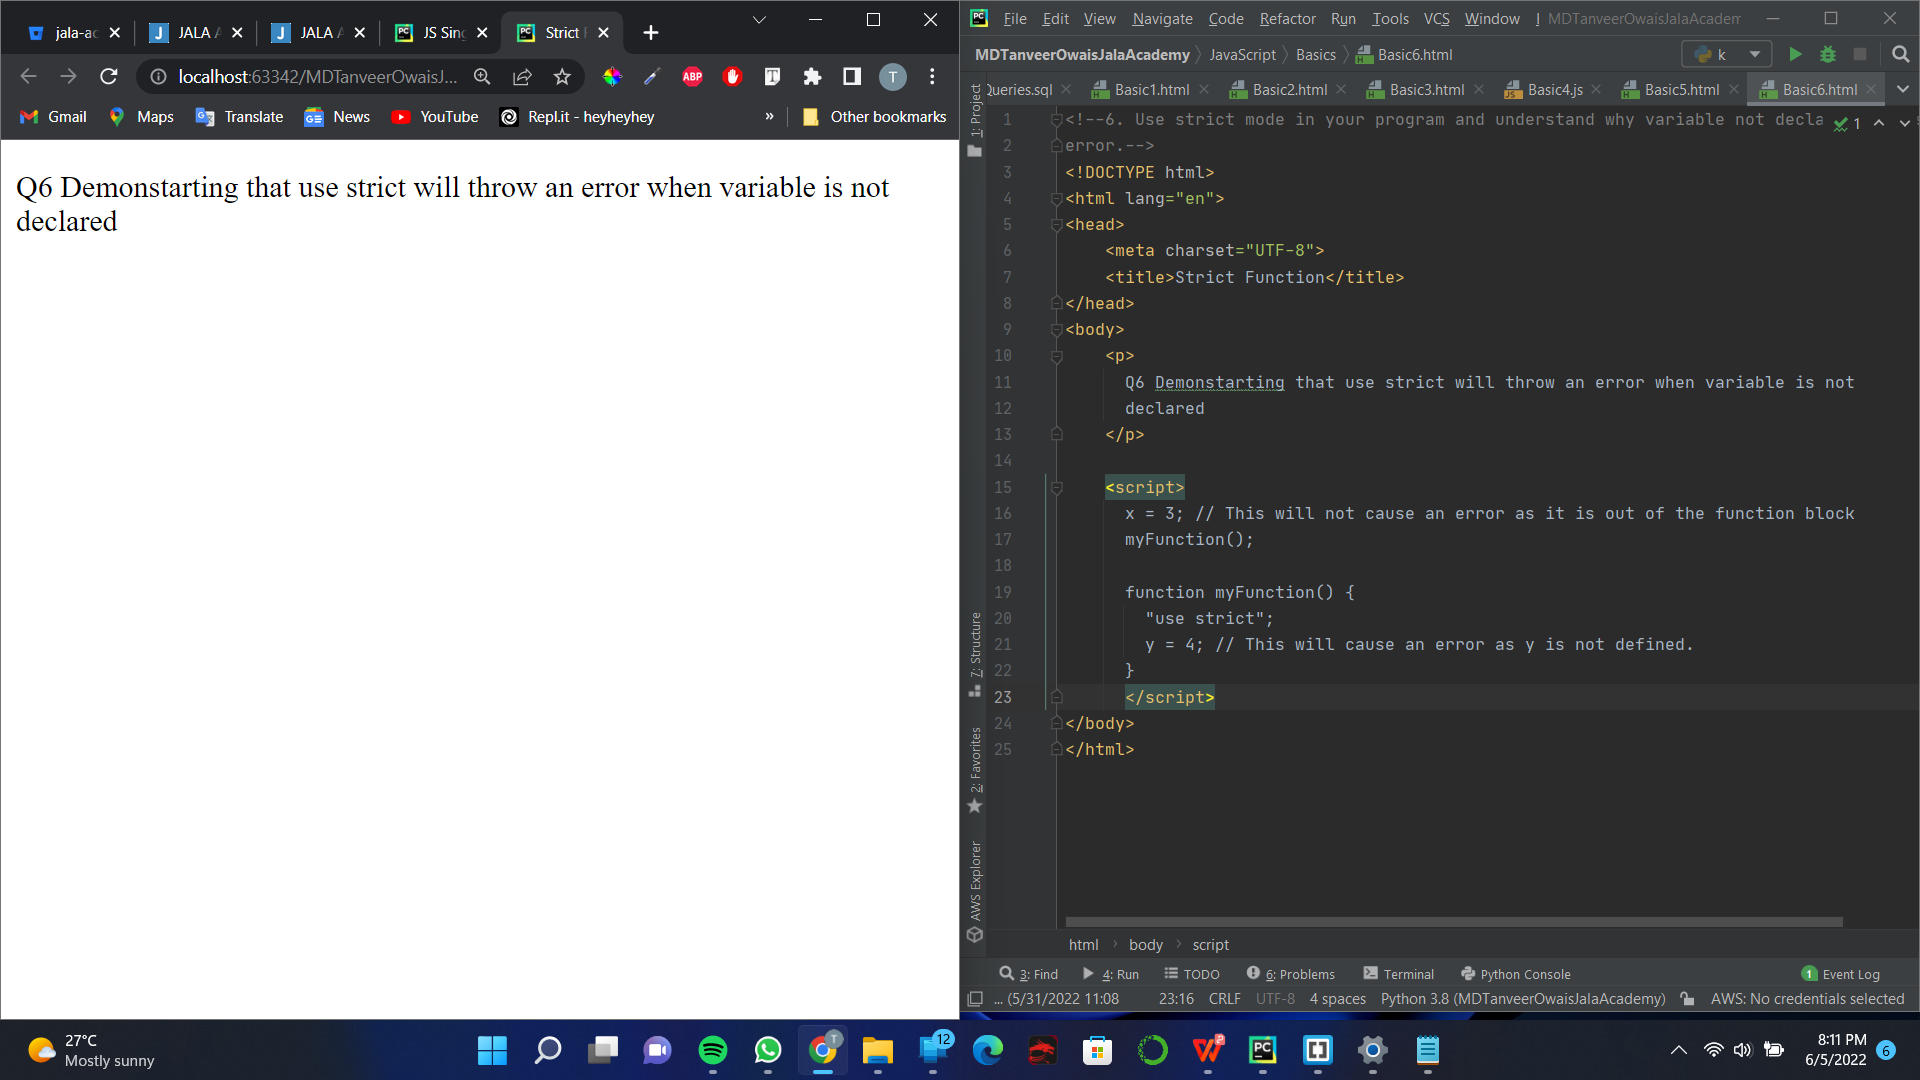 jala-ac
JALA A
JALA A
JS Sin
Strict F
localhost:63342/MDTanveerOwaisJ...
ABP
T
Gmail
Maps
Translate
News
YouTube
Repl.it - heyheyhey
»
Other bookmarks
Q6 Demonstarting that use strict will throw an error when variable is not
declared
File Edit View Navigate Code Refactor Run Tools VCS Window MDTanveerOwaisJalaAcadem
MDTanveerOwaisJalaAcademy JavaScript Basics Basic6.html
k
Queries.sql Basic1.html Basic2.html Basic3.html Basic4.js Basic5.html Basic6.html
1: Project
7: Structure
2: Favorites
AWS Explorer
1 <!--6. Use strict mode in your program and understand why variable not decla
1
2 error.-->
3 <!DOCTYPE html>
4 <html lang="en">
5 <head>
6 <meta charset="UTF-8">
7 <title>Strict Function</title>
8 </head>
9 <body>
10 <p>
11 Q6 Demonstarting that use strict will throw an error when variable is not
12 declared
13 </p>
14
15 <script>
16 x = 3; // This will not cause an error as it is out of the function block
17 myFunction();
18
19 function myFunction() {
20 "use strict";
21 y = 4; // This will cause an error as y is not defined.
22 }
23 </script>
24 </body>
25 </html>
html body script
3: Find 4: Run TODO 6: Problems Terminal Python Console 1 Event Log
... (5/31/2022 11:08 23:16 CRLF UTF-8 4 spaces Python 3.8 (MDTanveerOwaisJalaAcademy) AWS: No credentials selected
27°C
Mostly sunny
T
12
8:11 PM
6/5/2022
6